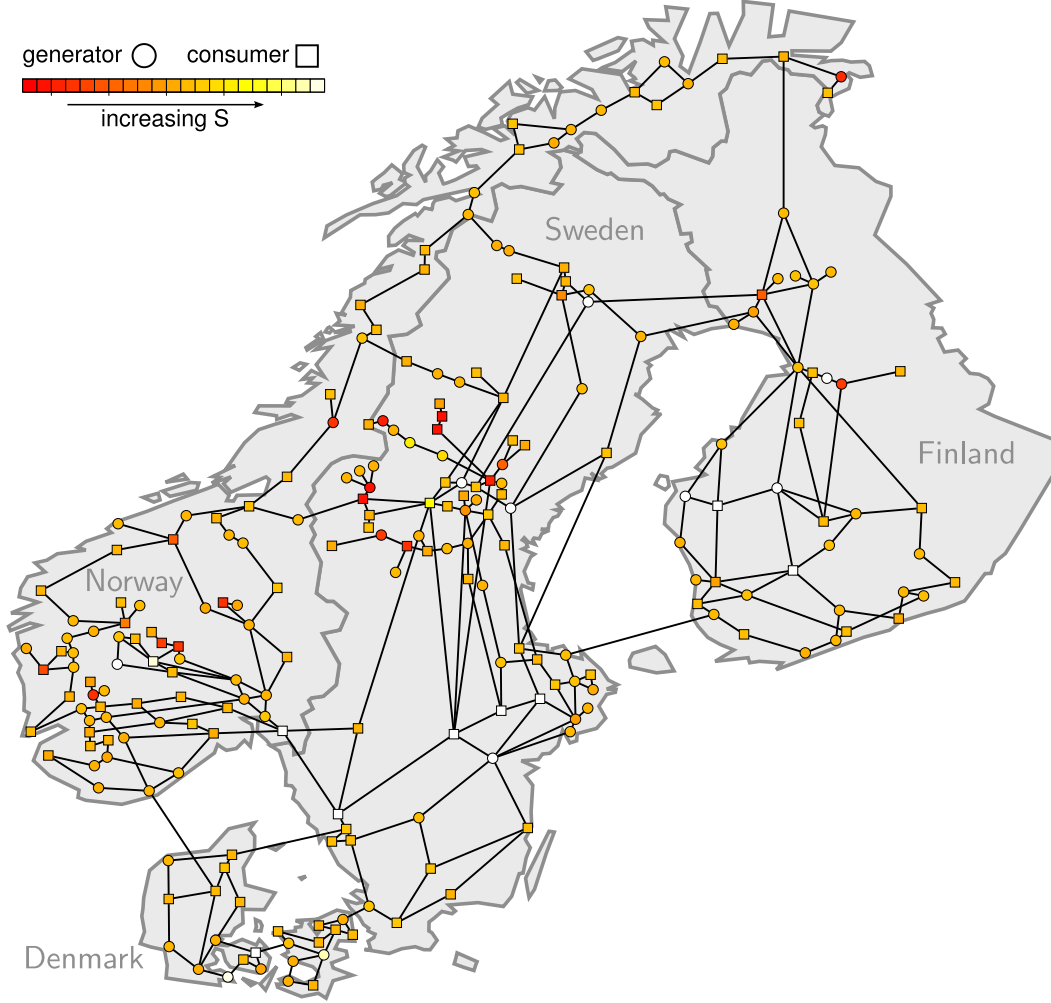 generator consumer
increasing S
Sweden
Finland
Norway
Denmark